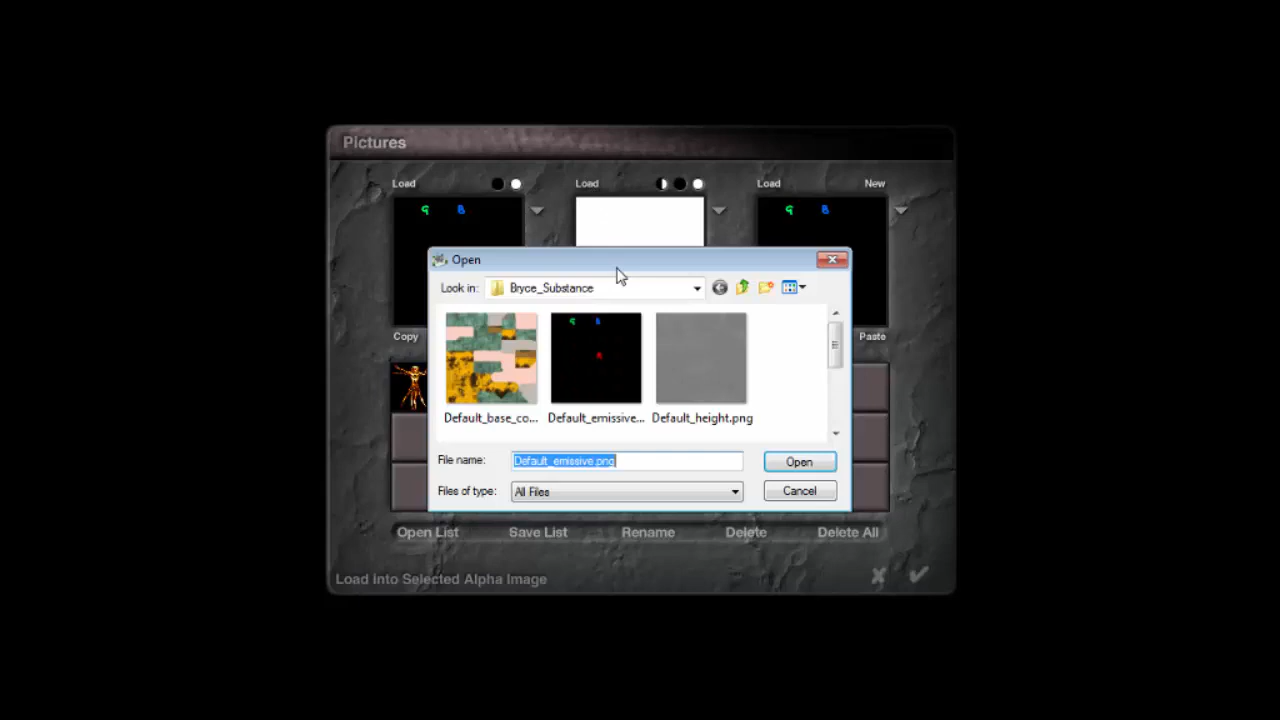 Pictures
Load
Load
Load New
G B
G B
Open
Look in: Bryce_Substance
G B
R
Default_base_co... Default_emissive... Default_height.png
Copy
Paste
File name: Default_emissive.png Open
Files of type: All Files Cancel
Open List Save List Rename Delete Delete All
Load into Selected Alpha Image